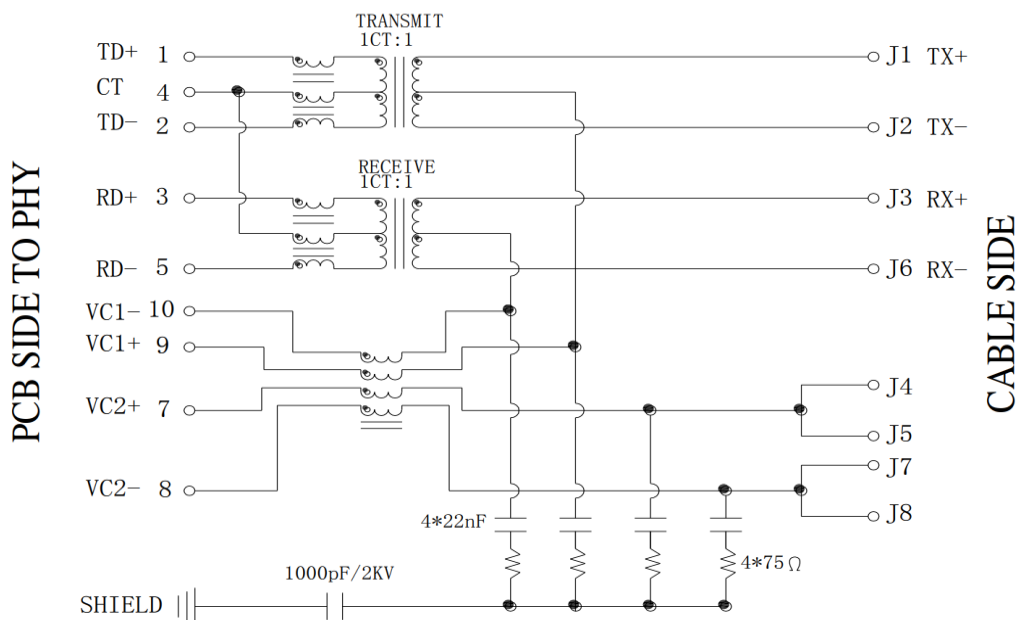 TRANSMIT
1CT:1
TD+ 1
J1 TX+
CT 4
TD- 2
J2 TX-
RECEIVE
1CT:1
RD+ 3
J3 RX+
RD- 5
J6 RX-
VC1- 10
VC1+ 9
J4
VC2+ 7
J5
J7
VC2- 8
J8
4*22nF
4*75Ω
1000pF/2KV
SHIELD
PCB SIDE TO PHY
CABLE SIDE